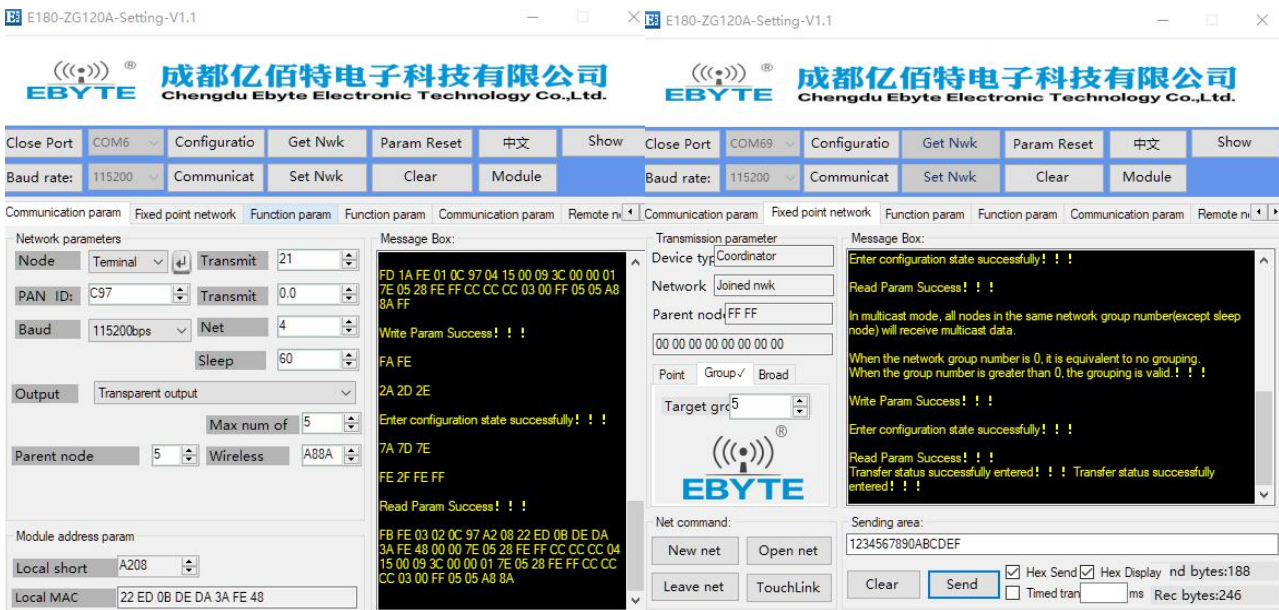 E180-ZG120A-Setting-V1.1
((( ))) ® EBYTE
成都亿佰特电子科技有限公司
Chengdu Ebyte Electronic Technology Co.,Ltd.
Close Port COM6 Configuratio Get Nwk Param Reset 中文 Show
Baud rate: 115200 Communicat Set Nwk Clear Module
Communication param Fixed point network Function param Function param Communication param Remote n
Network parameters
Node Terminal Transmit 21
PAN ID: C97 Transmit 0.0
Baud 115200bps Net 4
Sleep 60
Output Transparent output
Max num of 5
Parent node 5 Wireless A88A
Module address param
Local short A208
Local MAC 22 ED 0B DE DA 3A FE 48
Message Box:
FD 1A FE 01 0C 97 04 15 00 09 3C 00 00 01
7E 05 28 FE FF CC CC CC 03 00 FF 05 05 A8
8A FF
Write Param Success！！！
FA FE
2A 2D 2E
Enter configuration state successfully！！！
7A 7D 7E
FE 2F FE FF
Read Param Success！！！
FB FE 03 02 0C 97 A2 08 22 ED 0B DE DA
3A FE 48 00 00 7E 05 28 FE FF CC CC CC 04
15 00 09 3C 00 00 01 7E 05 28 FE FF CC CC
CC 03 00 FF 05 05 A8 8A
E180-ZG120A-Setting-V1.1
® EBYTE
成都亿佰特电子科技有限公司
Chengdu Ebyte Electronic Technology Co.,Ltd.
Close Port COM69 Configuratio Get Nwk Param Reset 中文 Show
Baud rate: 115200 Communicat Set Nwk Clear Module
Communication param Fixed point network Function param Function param Communication param Remote n
Transmission parameter
Device typ Coordinator
Network Joined nwk
Parent nod FF FF
00 00 00 00 00 00 00 00
Point Group√ Broad
Target gro 5
® EBYTE
Net command:
New net Open net
Leave net TouchLink
Message Box:
Enter configuration state successfully！！！
Read Param Success！！！
In multicast mode, all nodes in the same network group number(except sleep
node) will receive multicast data.
When the network group number is 0, it is equivalent to no grouping.
When the group number is greater than 0, the grouping is valid.！！！
Write Param Success！！！
Enter configuration state successfully！！！
Read Param Success！！！
Transfer status successfully entered！！！ Transfer status successfully
entered！！！
Sending area:
1234567890ABCDEF
Clear Send Hex Send Hex Display nd bytes:188
Timed tran ms Rec bytes:246